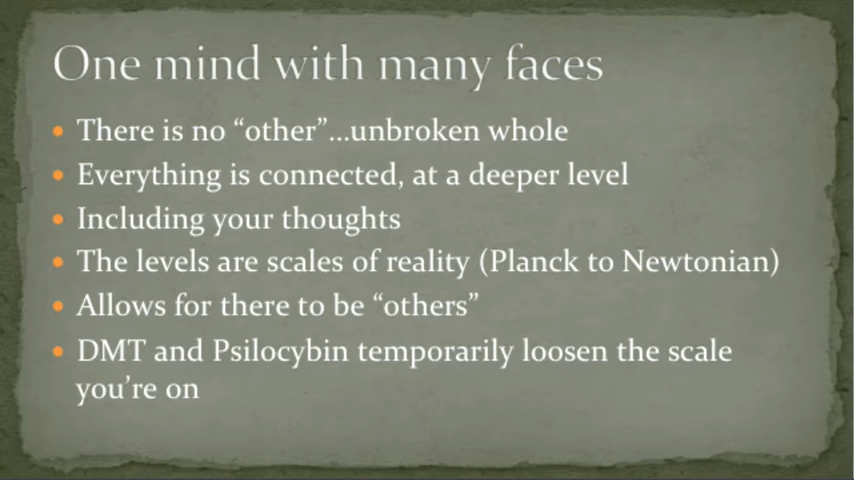 One mind with many faces
• There is no “other”...unbroken whole
• Everything is connected, at a deeper level
• Including your thoughts
• The levels are scales of reality (Planck to Newtonian)
• Allows for there to be “others”
• DMT and Psilocybin temporarily loosen the scale
you’re on